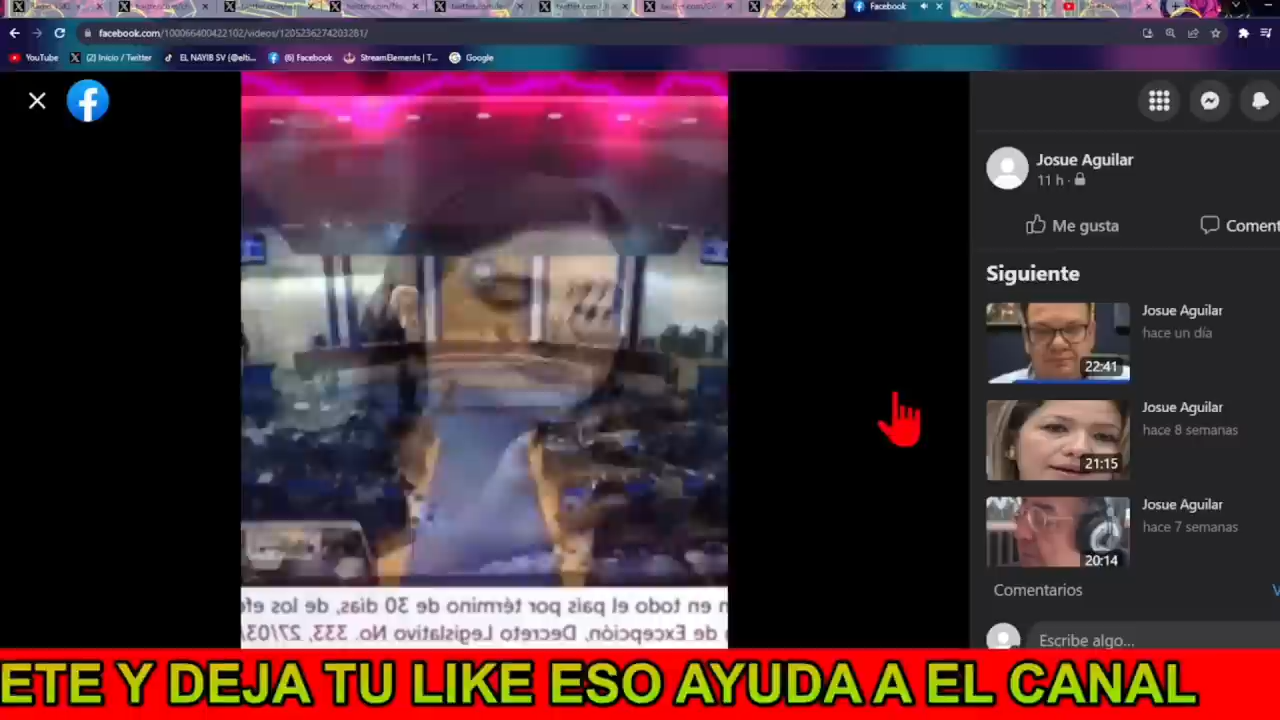 facebook.com/100066400422102/videos/1205236274203281/
YouTube
(2) Inicio / Twitter
EL NAYIB SV (@elti...
(6) Facebook
StreamElements | T...
Google
Facebook
Josue Aguilar
11 h
Me gusta
Coment
Siguiente
Josue Aguilar
hace un día
22:41
Josue Aguilar
hace 8 semanas
21:15
Josue Aguilar
hace 7 semanas
20:14
Comentarios
Escribe algo...
n en todo el país por término de 30 días, de los efe
de Excepción, Decreto Legislativo No. 333, 27/03/
ETE Y DEJA TU LIKE ESO AYUDA A EL CANAL